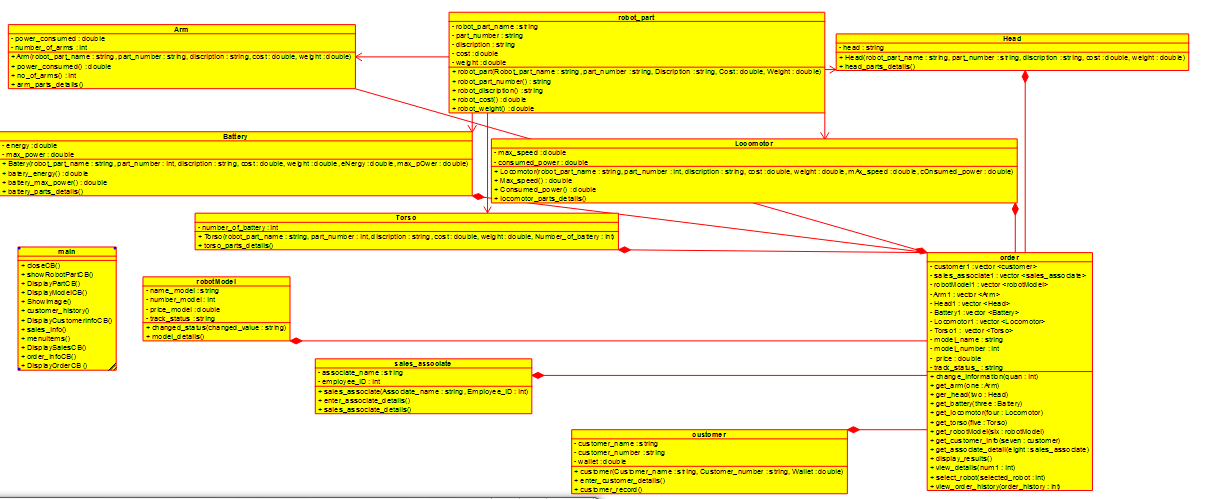 robot_part
- robot_part_name : string
- part_number : string
- discription : string
- cost : double
- weight : double
+ robot_part(Robot_part_name : string, part_number : string, Discription : string, Cost : double, Weight : double)
+ robot_part_number() : string
+ robot_discription() : string
+ robot_cost() : double
+ robot_weight() : double
Arm
- power_consumed : double
- number_of_arms : int
+ Arm(robot_part_name : string, part_number : string, discription : string, cost : double, weight : double)
+ power_consumed() : double
+ no_of_arms() : int
+ arm_parts_details()
Head
- head : string
+ Head(robot_part_name : string, part_number : string, discription : string, cost : double, weight : double)
+ head_parts_details()
Battery
- energy : double
- max_power : double
+ Batery(robot_part_name : string, part_number : int, discription : string, cost : double, weight : double, eNergy : double, max_pOwer : double)
+ batery_energy() : double
+ battery_max_power() : double
+ battery_parts_details()
Locomotor
- max_speed : double
- consumed_power : double
+ Locomotor(robot_part_name : string, part_number : int, discription : string, cost : double, weight : double, mAx_speed : double, cOnsumed_power : double)
+ Max_speed() : double
+ Consumed_power() : double
+ locomotor_parts_details()
Torso
- number_of_battery : int
+ Torso(robot_part_name : string, part_number : int, discription : string, cost : double, weight : double, Number_of_battery : int)
+ torso_parts_details()
main
+ closeCB()
+ showRobotPartCB()
+ DisplayPartCB()
+ DisplayModelCB()
+ ShowImage()
+ customer_history()
+ DisplayCustomerInfoCB()
+ sales_info()
+ menuItems()
+ DisplaySalesCB()
+ order_infoCB()
+ DisplayOrderCB()
robotModel
- name_model : string
- number_model : int
- price_model : double
- track_status : string
+ changed_status(changed_value : string)
+ model_details()
sales_associate
- associate_name : string
- employee_ID : int
+ sales_associate(Associate_name : string, Employee_ID : int)
+ enter_associate_details()
+ sales_associate_details()
customer
- customer_name : string
- customer_number : string
- wallet : double
+ customer(Customer_name : string, Customer_number : string, Wallet : double)
+ enter_customer_details()
+ customer_record()
order
- customer1 : vector <customer>
- sales_associate1 : vector <sales_associate>
- robotModel1 : vector <robotModel>
- Arm1 : vector <Arm>
- Head1 : vector <Head>
- Battery1 : vector <Battery>
- Locomotor1 : vector <Locomotor>
- Torso1 : vector <Torso>
- model_name : string
- model_number : int
- price : double
- track_status_ : string
+ change_information(quan : int)
+ get_arm(one : Arm)
+ ger_head(two : Head)
+ get_battery(three : Battery)
+ get_locomotor(four : Locomotor)
+ get_torso(five : Torso)
+ get_robotModel(six : robotModel)
+ get_customer_info(seven : customer)
+ get_associate_detail(eight : sales_associate)
+ display_results()
+ view_details(num1 : int)
+ select_robot(selected_robot : int)
+ view_order_history(order_history : int)